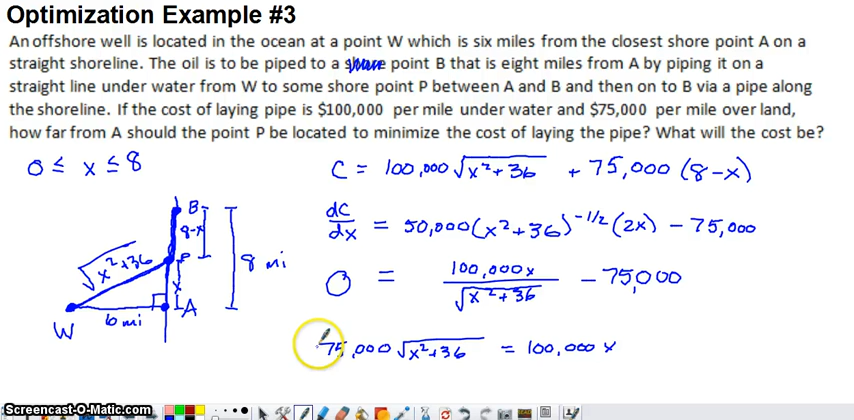 Optimization Example #3
An offshore well is located in the ocean at a point W which is six miles from the closest shore point A on a
straight shoreline. The oil is to be piped to a point B that is eight miles from A by piping it on a
straight line under water from W to some shore point P between A and B and then on to B via a pipe along
the shoreline. If the cost of laying pipe is $100,000 per mile under water and $75,000 per mile over land,
how far from A should the point P be located to minimize the cost of laying the pipe? What will the cost be?
0 ≤ x ≤ 8
C = 100,000 √(x²+36) + 75,000 (8-x)
B
8-x
dC/dx = 50,000 (x²+36)^(-1/2) (2x) - 75,000
√(x²+36)
P
8 mi
x
0 = 100,000x/√(x²+36) - 75,000
A
W
6 mi
75,000 √(x²+36) = 100,000 x
Screencast-O-Matic.com